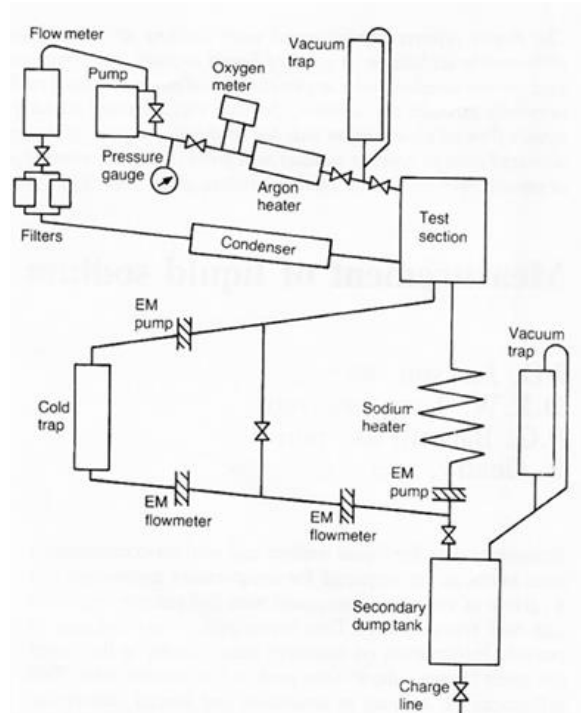 Flow meter
Pump
Oxygen
meter
Vacuum
trap
Pressure
gauge
Argon
heater
Test
section
Filters
Condenser
EM
pump
Vacuum
trap
Cold
trap
Sodium
heater
EM
pump
EM
flowmeter
EM
flowmeter
Secondary
dump tank
Charge
line